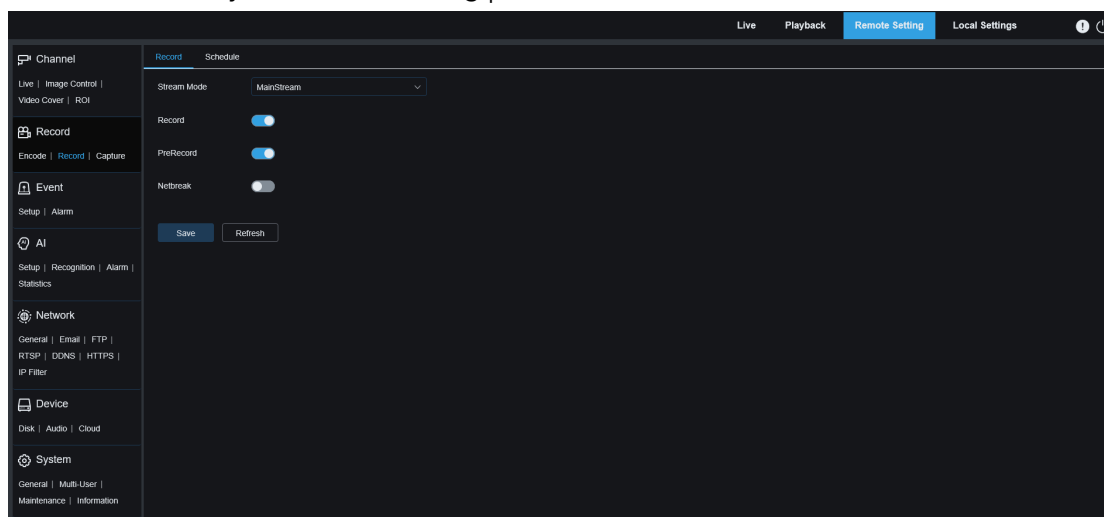 Live Playback Remote Setting Local Settings
Channel
Live | Image Control |
Video Cover | ROI
Record
Encode | Record | Capture
Event
Setup | Alarm
AI
Setup | Recognition | Alarm |
Statistics
Network
General | Email | FTP |
RTSP | DDNS | HTTPS |
IP Filter
Device
Disk | Audio | Cloud
System
General | Multi-User |
Maintenance | Information
Record Schedule
Stream Mode MainStream
Record
PreRecord
Netbreak
Save Refresh